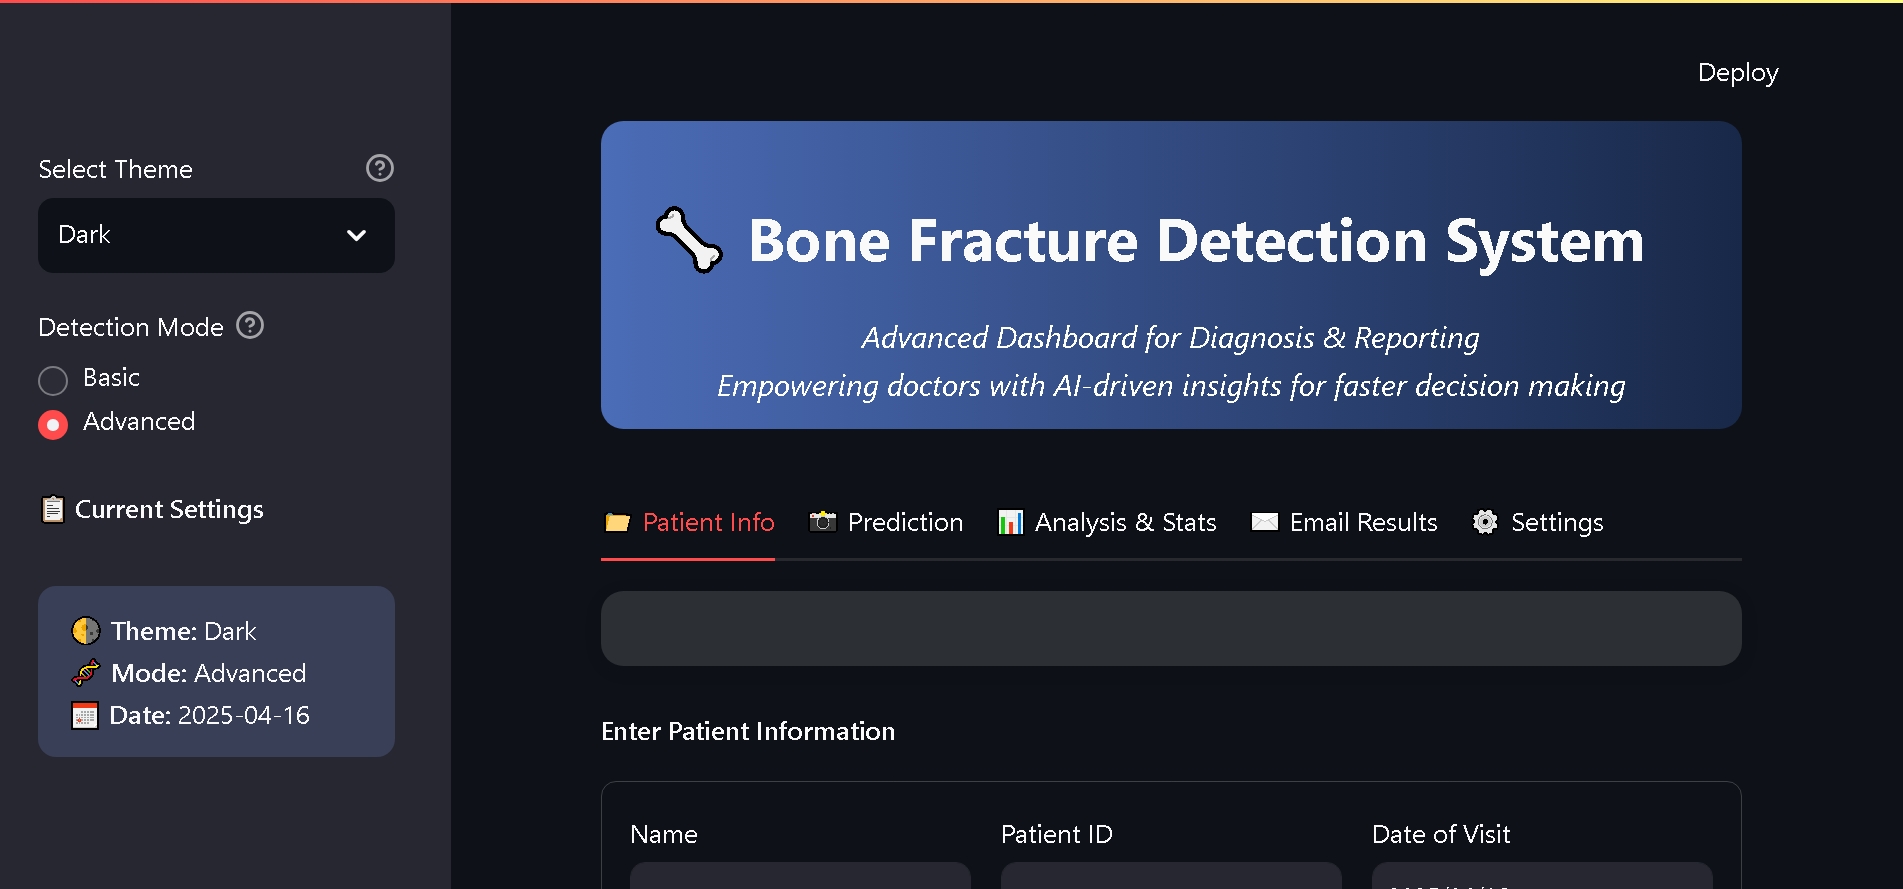 Deploy
Select Theme
Dark
Detection Mode
Basic
Advanced
Current Settings
Theme: Dark
Mode: Advanced
Date: 2025-04-16
Bone Fracture Detection System
Advanced Dashboard for Diagnosis & Reporting
Empowering doctors with AI-driven insights for faster decision making
Patient Info Prediction Analysis & Stats Email Results Settings
Enter Patient Information
Name Patient ID Date of Visit